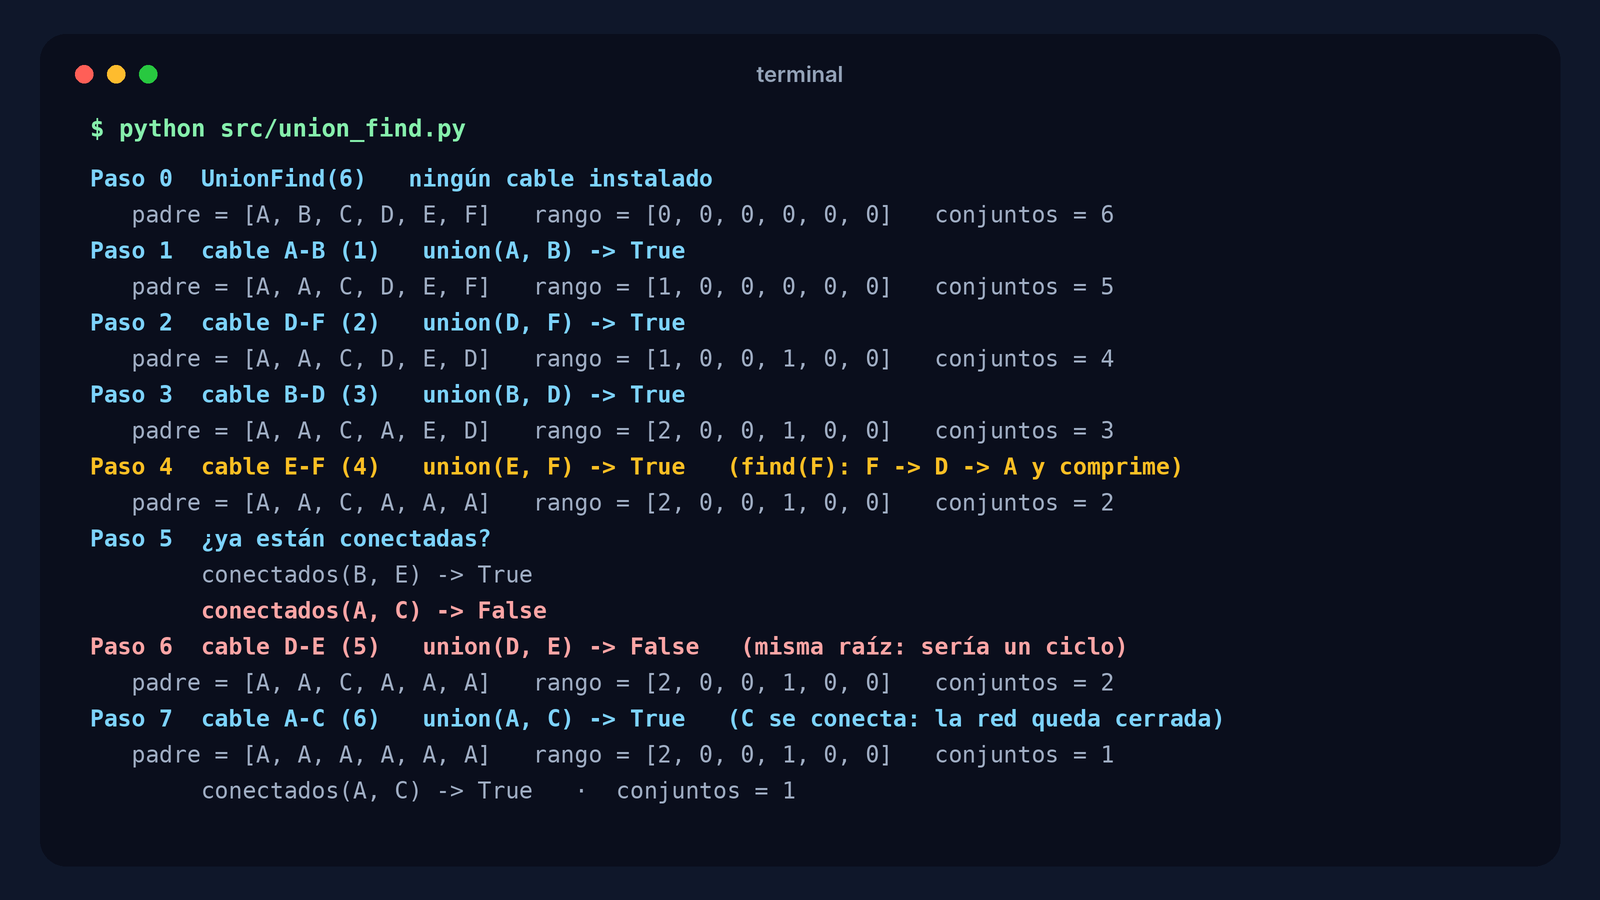 terminal
$ python src/union_find.py
Paso 0  UnionFind(6)   ningún cable instalado
   padre = [A, B, C, D, E, F]   rango = [0, 0, 0, 0, 0, 0]   conjuntos = 6
Paso 1  cable A-B (1)   union(A, B) -> True
   padre = [A, A, C, D, E, F]   rango = [1, 0, 0, 0, 0, 0]   conjuntos = 5
Paso 2  cable D-F (2)   union(D, F) -> True
   padre = [A, A, C, D, E, D]   rango = [1, 0, 0, 1, 0, 0]   conjuntos = 4
Paso 3  cable B-D (3)   union(B, D) -> True
   padre = [A, A, C, A, E, D]   rango = [2, 0, 0, 1, 0, 0]   conjuntos = 3
Paso 4  cable E-F (4)   union(E, F) -> True   (find(F): F -> D -> A y comprime)
   padre = [A, A, C, A, A, A]   rango = [2, 0, 0, 1, 0, 0]   conjuntos = 2
Paso 5  ¿ya están conectadas?
        conectados(B, E) -> True
        conectados(A, C) -> False
Paso 6  cable D-E (5)   union(D, E) -> False   (misma raíz: sería un ciclo)
   padre = [A, A, C, A, A, A]   rango = [2, 0, 0, 1, 0, 0]   conjuntos = 2
Paso 7  cable A-C (6)   union(A, C) -> True   (C se conecta: la red queda cerrada)
   padre = [A, A, A, A, A, A]   rango = [2, 0, 0, 1, 0, 0]   conjuntos = 1
        conectados(A, C) -> True   ·  conjuntos = 1